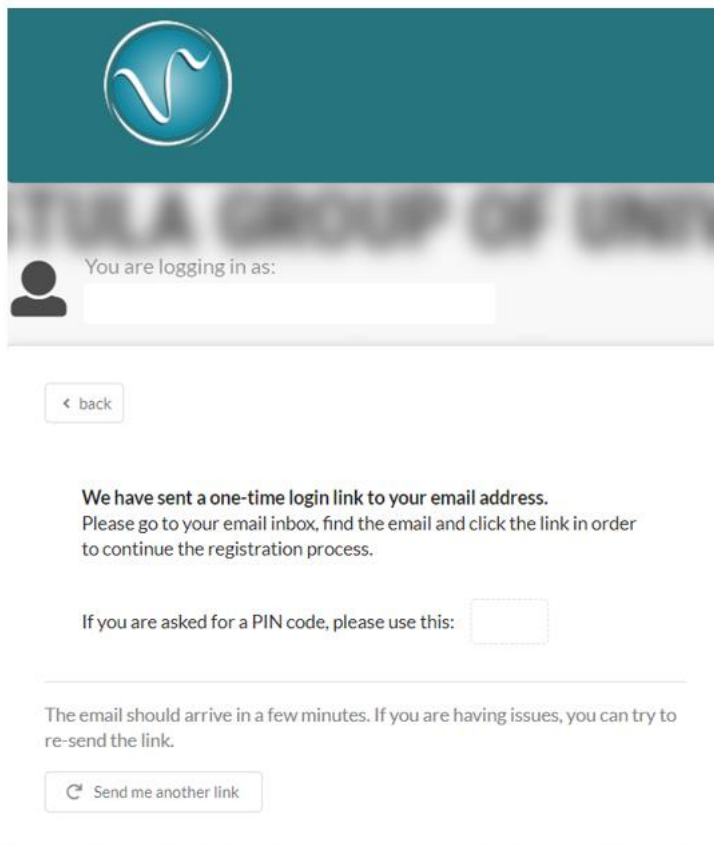 GROUP OF
You are logging in as:
back
We have sent a one-time login link to your email address.
Please go to your email inbox, find the email and click the link in order
to continue the registration process.
If you are asked for a PIN code, please use this:
The email should arrive in a few minutes. If you are having issues, you can try to
re-send the link.
Send me another link